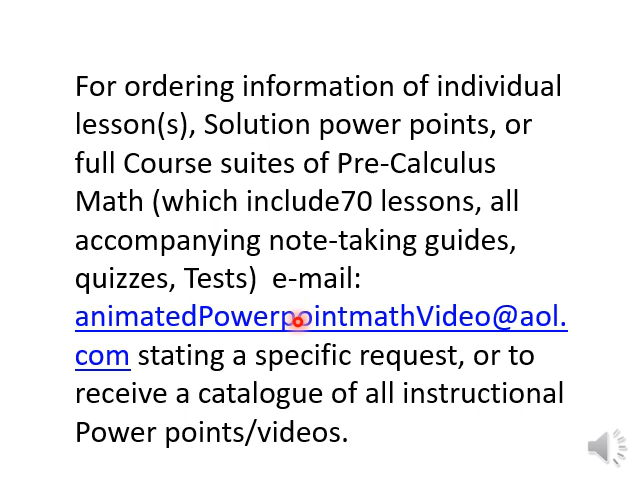 For ordering information of individual
lesson(s), Solution power points, or
full Course suites of Pre-Calculus
Math (which include70 lessons, all
accompanying note-taking guides,
quizzes, Tests)  e-mail:
animatedPowerpointmathVideo@aol.
com stating a specific request, or to
receive a catalogue of all instructional
Power points/videos.